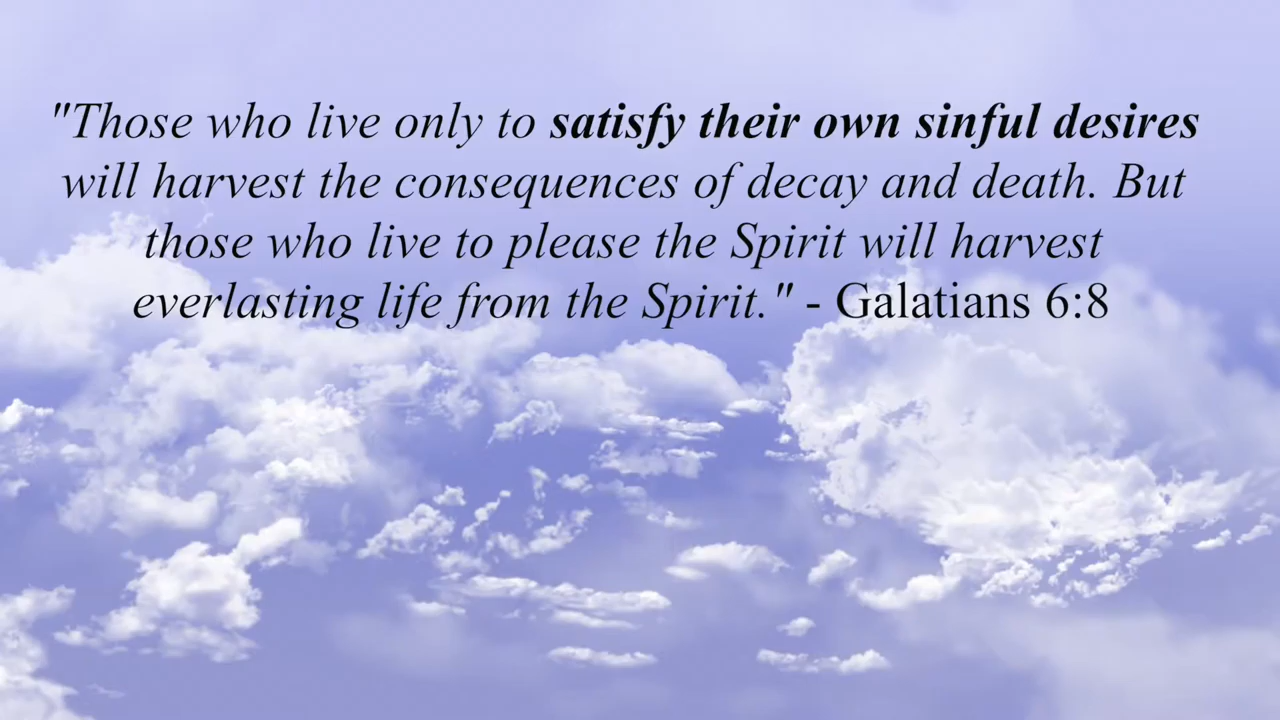 "Those who live only to satisfy their own sinful desires
will harvest the consequences of decay and death. But
those who live to please the Spirit will harvest
everlasting life from the Spirit." - Galatians 6:8